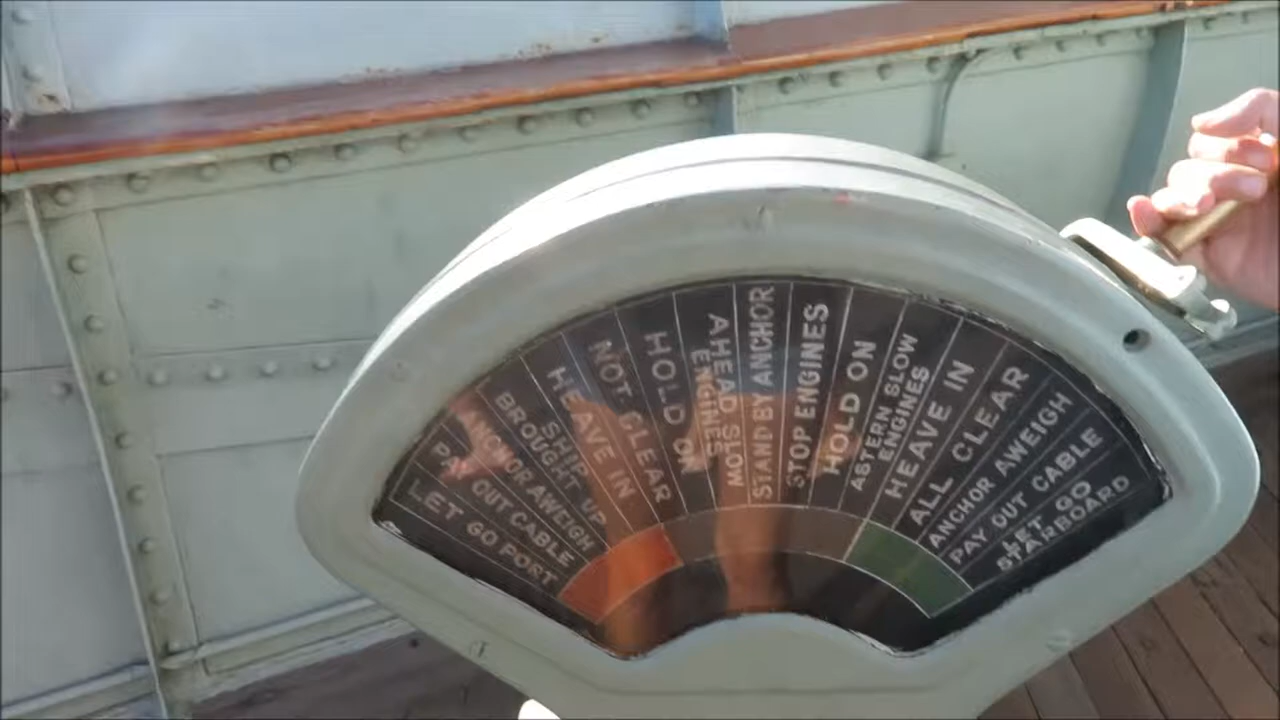 LET GO PORT
PAY OUT CABLE
ANCHOR AWEIGH
BROUGHT UP
SHIP
HEAVE IN
NOT CLEAR
HOLD ON
AHEAD SLOW
ENGINES
STAND BY ANCHOR
STOP ENGINES
HOLD ON
ASTERN SLOW
ENGINES
HEAVE IN
ALL CLEAR
ANCHOR AWEIGH
PAY OUT CABLE
LET GO
STARBOARD